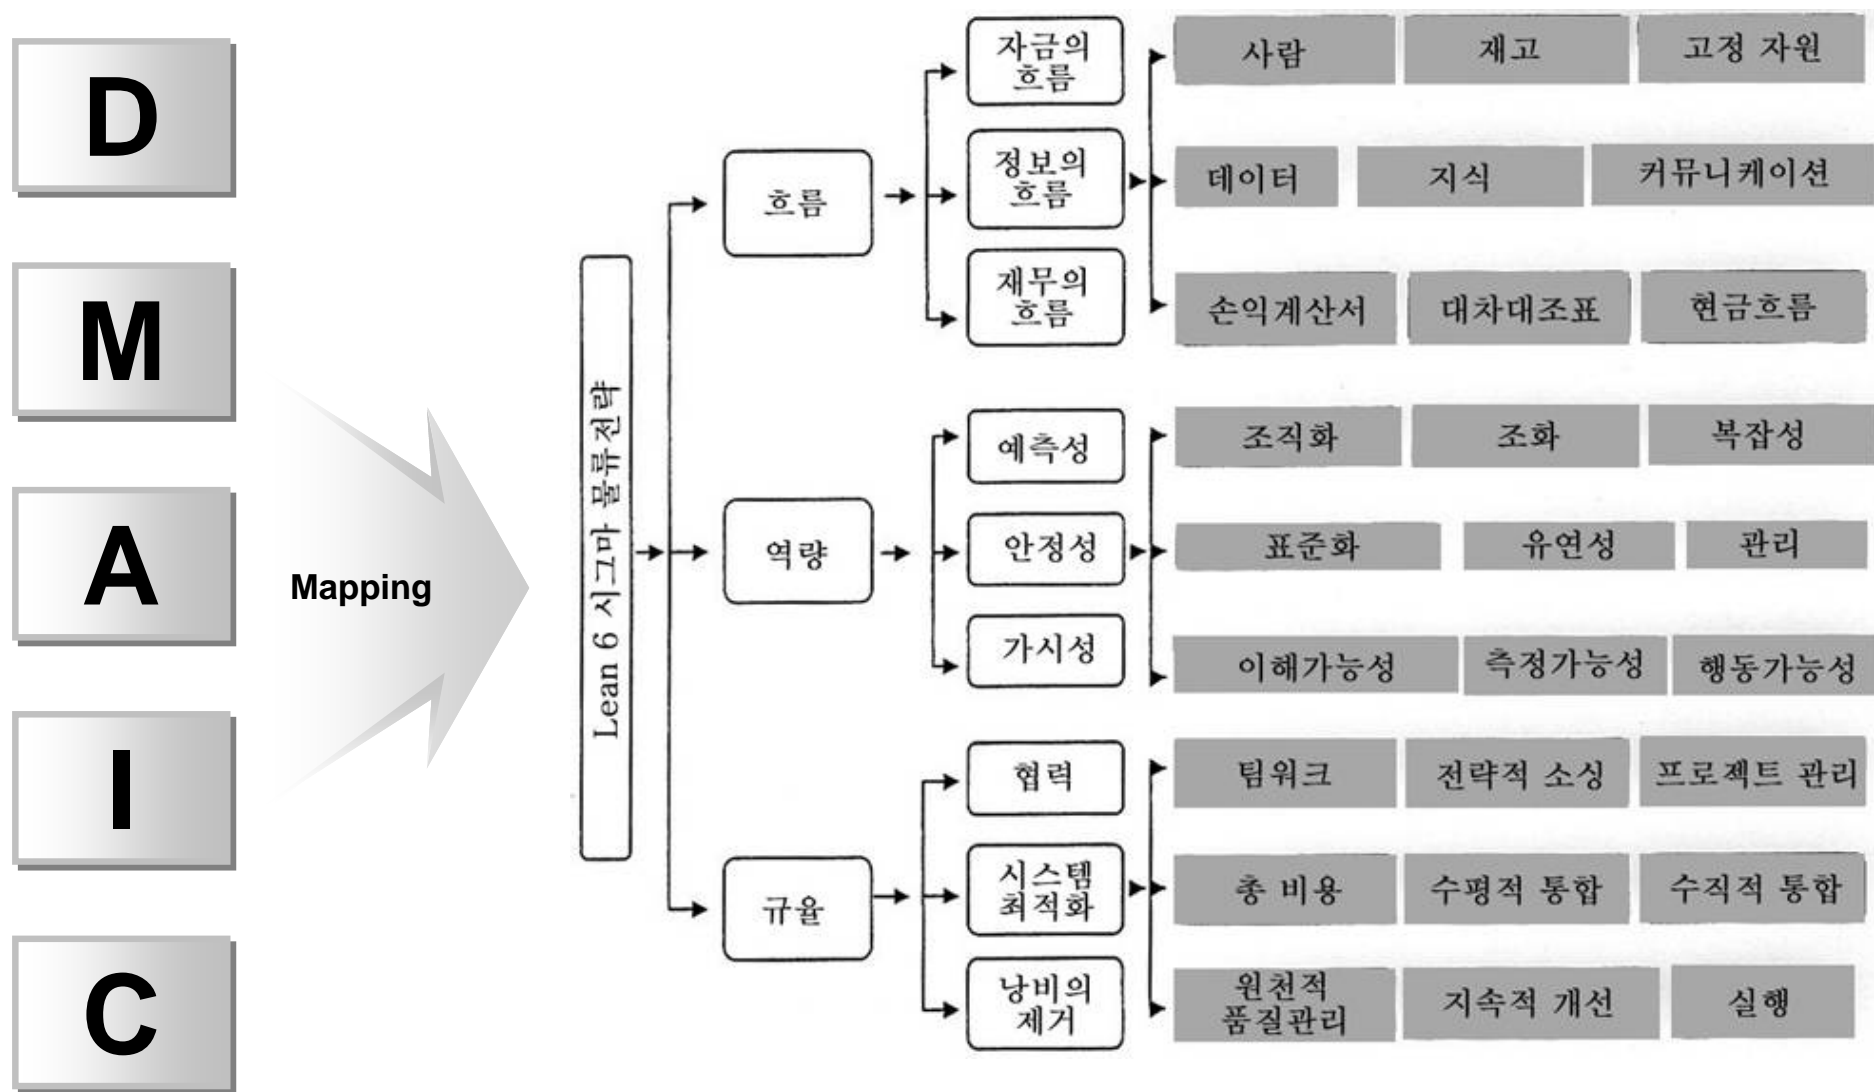 D
M
A
I
C
Mapping
Lean 6 시그마 물류전략
흐름
자금의
흐름
사람
재고
고정 자원
정보의
흐름
데이터
지식
커뮤니케이션
재무의
흐름
손익계산서
대차대조표
현금흐름
역량
예측성
조직화
조화
복잡성
안정성
표준화
유연성
관리
가시성
이해가능성
측정가능성
행동가능성
규율
협력
팀워크
전략적 소싱
프로젝트 관리
시스템
최적화
총 비용
수평적 통합
수직적 통합
낭비의
제거
원천적
품질관리
지속적 개선
실행